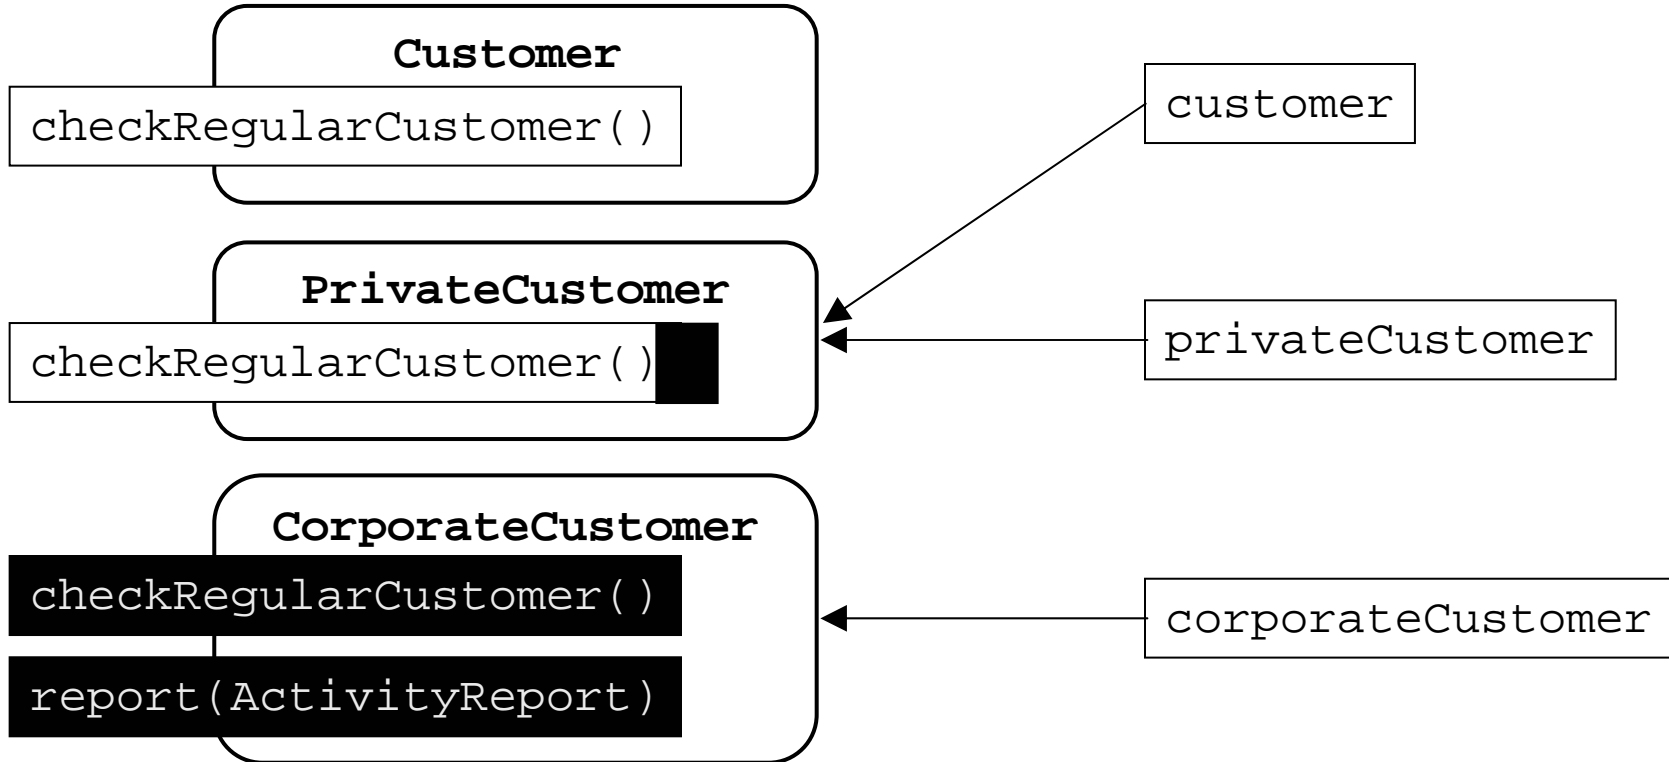 Customer
checkRegularCustomer()
customer
PrivateCustomer
checkRegularCustomer()
privateCustomer
CorporateCustomer
checkRegularCustomer()
corporateCustomer
report(ActivityReport)